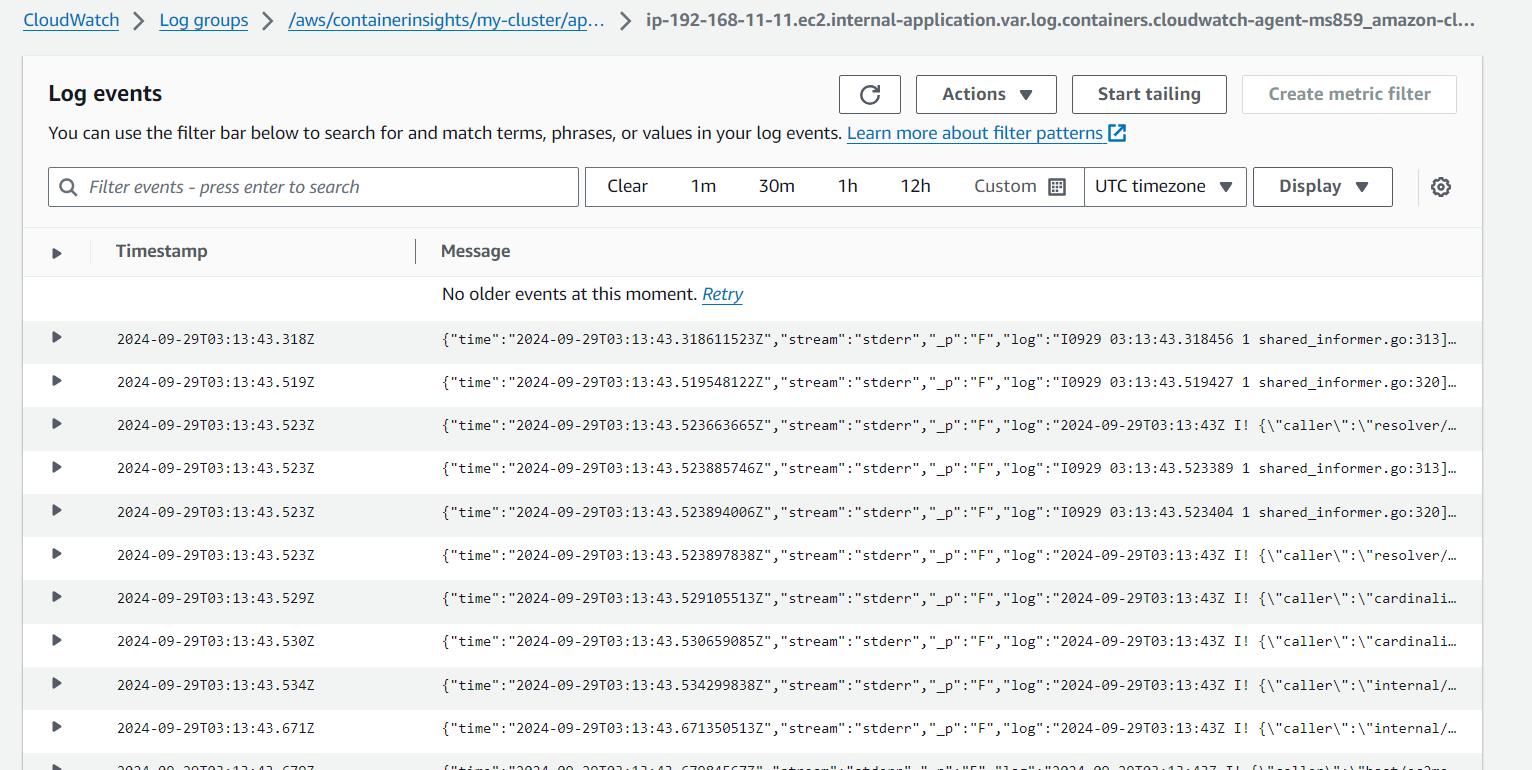 CloudWatch > Log groups > /aws/containerinsights/my-cluster/ap… > ip-192-168-11-11.ec2.internal-application.var.log.containers.cloudwatch-agent-ms859_amazon-cl…
Log events
Actions ▼ Start tailing Create metric filter
You can use the filter bar below to search for and match terms, phrases, or values in your log events. Learn more about filter patterns
Filter events - press enter to search Clear 1m 30m 1h 12h Custom UTC timezone ▼ Display ▼
Timestamp Message
No older events at this moment. Retry
2024-09-29T03:13:43.318Z {"time":"2024-09-29T03:13:43.318611523Z","stream":"stderr","_p":"F","log":"I0929 03:13:43.318456 1 shared_informer.go:313]…
2024-09-29T03:13:43.519Z {"time":"2024-09-29T03:13:43.519548122Z","stream":"stderr","_p":"F","log":"I0929 03:13:43.519427 1 shared_informer.go:320]…
2024-09-29T03:13:43.523Z {"time":"2024-09-29T03:13:43.523663665Z","stream":"stderr","_p":"F","log":"2024-09-29T03:13:43Z I! {\"caller\":\"resolver/…
2024-09-29T03:13:43.523Z {"time":"2024-09-29T03:13:43.523885746Z","stream":"stderr","_p":"F","log":"I0929 03:13:43.523389 1 shared_informer.go:313]…
2024-09-29T03:13:43.523Z {"time":"2024-09-29T03:13:43.523894006Z","stream":"stderr","_p":"F","log":"I0929 03:13:43.523404 1 shared_informer.go:320]…
2024-09-29T03:13:43.523Z {"time":"2024-09-29T03:13:43.523897838Z","stream":"stderr","_p":"F","log":"2024-09-29T03:13:43Z I! {\"caller\":\"resolver/…
2024-09-29T03:13:43.529Z {"time":"2024-09-29T03:13:43.529105513Z","stream":"stderr","_p":"F","log":"2024-09-29T03:13:43Z I! {\"caller\":\"cardinali…
2024-09-29T03:13:43.530Z {"time":"2024-09-29T03:13:43.530659085Z","stream":"stderr","_p":"F","log":"2024-09-29T03:13:43Z I! {\"caller\":\"cardinali…
2024-09-29T03:13:43.534Z {"time":"2024-09-29T03:13:43.534299838Z","stream":"stderr","_p":"F","log":"2024-09-29T03:13:43Z I! {\"caller\":\"internal/…
2024-09-29T03:13:43.671Z {"time":"2024-09-29T03:13:43.671350513Z","stream":"stderr","_p":"F","log":"2024-09-29T03:13:43Z I! {\"caller\":\"internal/…